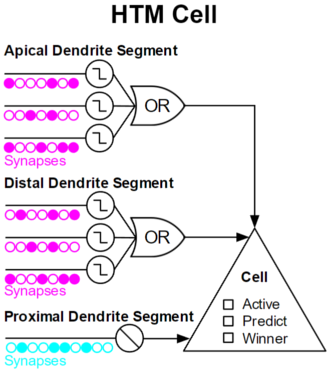 HTM Cell
Apical Dendrite Segment
OR
Synapses
Distal Dendrite Segment
OR
Synapses
Proximal Dendrite Segment
Synapses
Cell
Active
Predict
Winner